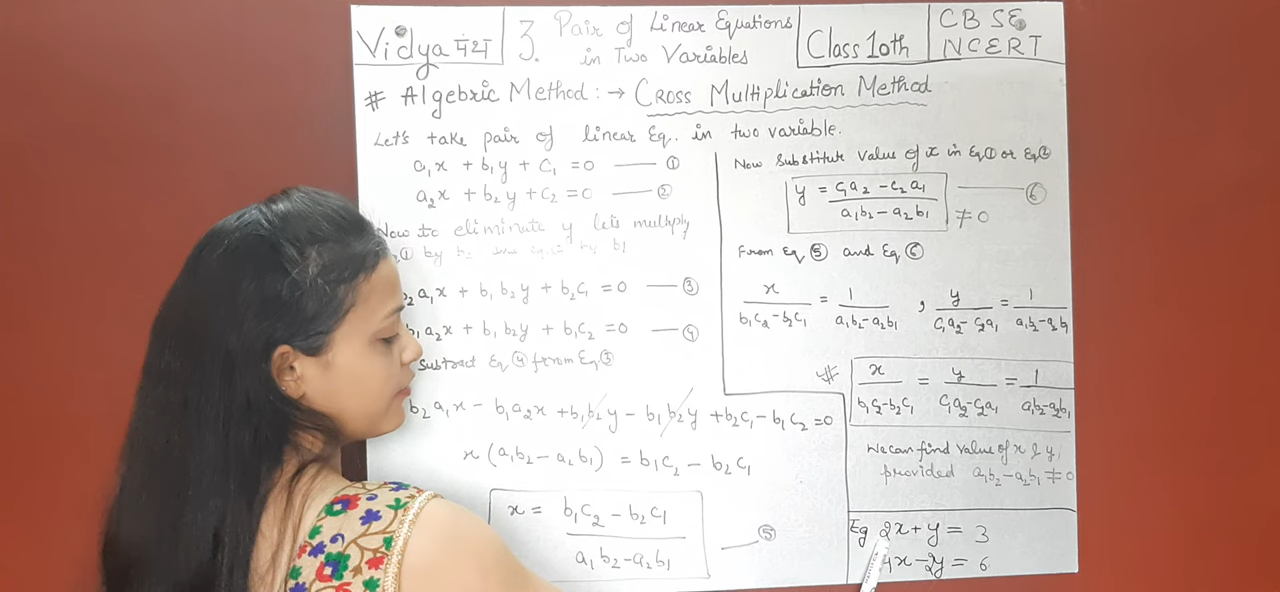 Vidya पंथ
3. Pair of Linear Equations
in Two Variables
Class 10th
CBSE
NCERT
# Algebric Method : → CROSS Multiplication Method
Let's take pair of linear Eq. in two variable.
a₁x + b₁y + c₁ = 0 —— ①
a₂x + b₂y + c₂ = 0 —— ②
Now to eliminate y let's multiply
① by by b₁
b₂a₁x + b₁b₂y + b₂c₁ = 0 —— ③
b₁a₂x + b₁b₂y + b₁c₂ = 0 —— ④
Subtract Eq ④ from Eq ③
b₂a₁x - b₁a₂x + b₁b₂y - b₁b₂y + b₂c₁ - b₁c₂ = 0
x (a₁b₂ - a₂b₁) = b₁c₂ - b₂c₁
x = b₁c₂ - b₂c₁ / a₁b₂ - a₂b₁ —— ⑤
Now substitute value of x in Eq ① or Eq ②
y = c₁a₂ - c₂a₁ / a₁b₂ - a₂b₁ —— ⑥
≠ 0
From Eq ⑤ and Eq ⑥
x / b₁c₂ - b₂c₁ = 1 / a₁b₂ - a₂b₁ , y / c₁a₂ - c₂a₁ = 1 / a₁b₂ - a₂b₁
# x / b₁c₂ - b₂c₁ = y / c₁a₂ - c₂a₁ = 1 / a₁b₂ - a₂b₁
We can find value of x & y,
provided a₁b₂ - a₂b₁ ≠ 0
Eg 2x + y = 3
4x - 2y = 6